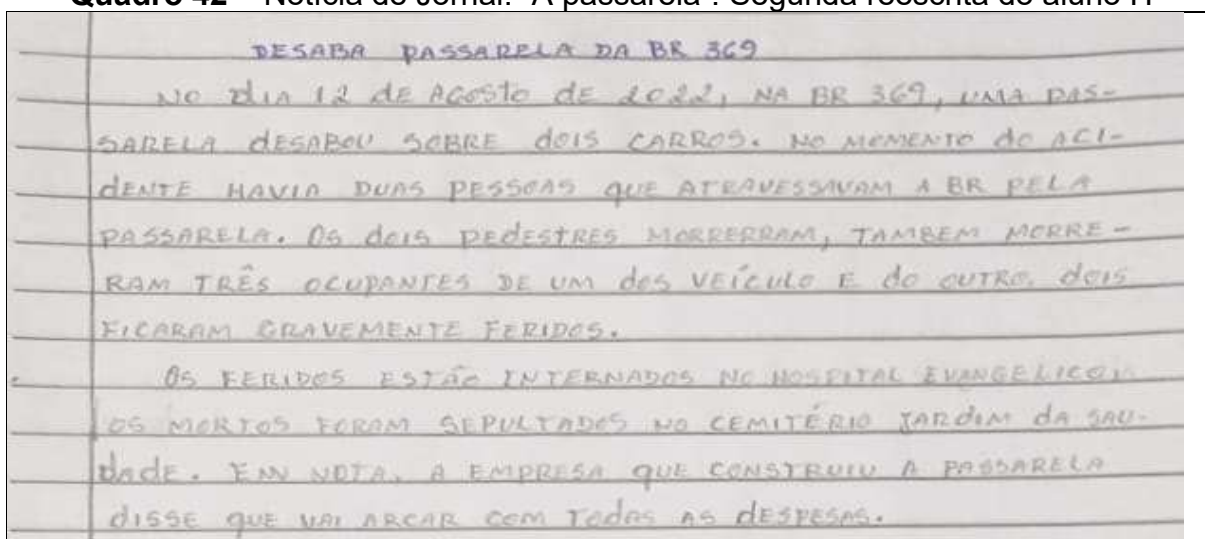 Quadro 42 – Notícia de Jornal: "A passarela". Segunda reescrita do aluno H
DESABA PASSARELA DA BR 369
NO dIA 12 dE AGOSTO dE 2022, NA BR 369, UMA PAS-
SARELA dESABOU SOBRE dOIS CARROS. NO MOMENTO dO ACI-
dENTE HAVIA DUAS PESSOAS qUE ATRAVESSAVAM A BR PELA
PASSARELA. OS dOIS PEdESTRES MORRERRAM, TAMBEM MORRE-
RAM TRÊS OCUPANTES DE UM dOS VEÍCULO E dO OUTRO, dOIS
FICARAM GRAVEMENTE FERIDOS.
OS FERIDOS ESTÃO INTERNADOS NO HOSPITAL EVANGELICO,
OS MORTOS FORAM SEPULTADOS NO CEMITÉRIO JARdIM dA SAU-
dAdE. EM NOTA, A EMPRESA qUE CONSTRUIU A PASSARELA
dISSE qUE VAI ARCAR COM TOdAS AS dESPESAS.